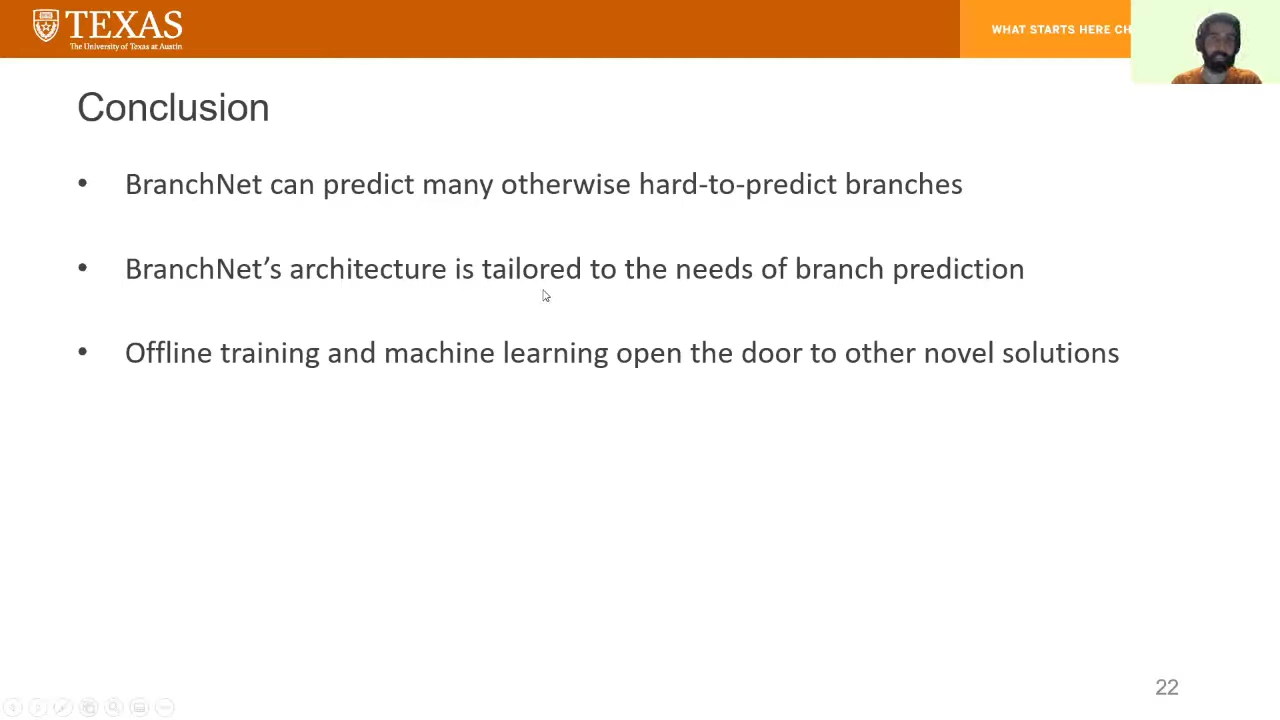 TEXAS
The University of Texas at Austin
WHAT STARTS HERE CH
Conclusion
• BranchNet can predict many otherwise hard-to-predict branches
• BranchNet’s architecture is tailored to the needs of branch prediction
• Offline training and machine learning open the door to other novel solutions
22